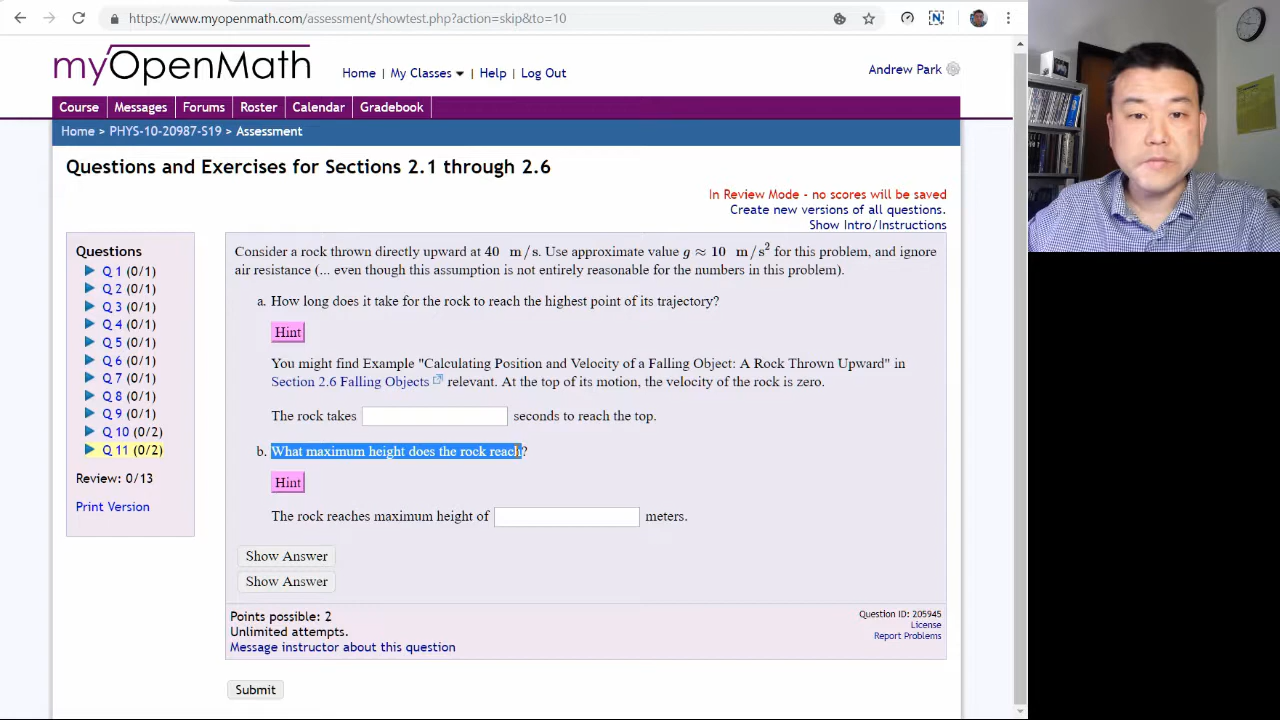 https://www.myopenmath.com/assessment/showtest.php?action=skip&to=10
myOpenMath
Home | My Classes ▼ | Help | Log Out
Andrew Park
Course Messages Forums Roster Calendar Gradebook
Home > PHYS-10-20987-S19 > Assessment
Questions and Exercises for Sections 2.1 through 2.6
In Review Mode - no scores will be saved
Create new versions of all questions.
Show Intro/Instructions
Questions
Q 1 (0/1)
Q 2 (0/1)
Q 3 (0/1)
Q 4 (0/1)
Q 5 (0/1)
Q 6 (0/1)
Q 7 (0/1)
Q 8 (0/1)
Q 9 (0/1)
Q 10 (0/2)
Q 11 (0/2)
Review: 0/13
Print Version
Consider a rock thrown directly upward at 40 m/s. Use approximate value g ≈ 10 m/s² for this problem, and ignore
air resistance (... even though this assumption is not entirely reasonable for the numbers in this problem).
a. How long does it take for the rock to reach the highest point of its trajectory?
Hint
You might find Example "Calculating Position and Velocity of a Falling Object: A Rock Thrown Upward" in
Section 2.6 Falling Objects relevant. At the top of its motion, the velocity of the rock is zero.
The rock takes seconds to reach the top.
b. What maximum height does the rock reach?
Hint
The rock reaches maximum height of meters.
Show Answer
Show Answer
Points possible: 2
Unlimited attempts.
Message instructor about this question
Question ID: 205945
License
Report Problems
Submit